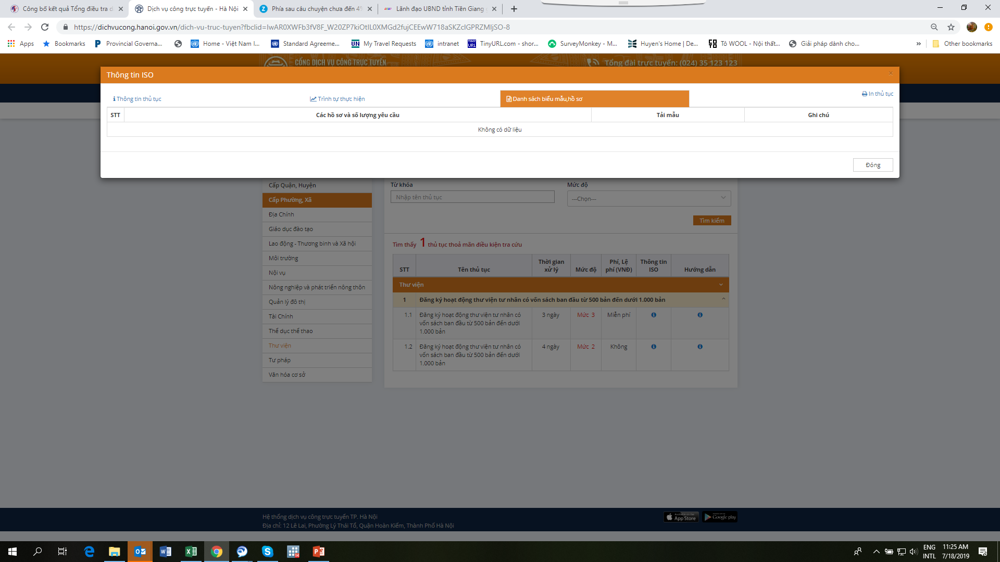 Công bố kết quả Tổng điều tra d
Dịch vụ công trực tuyến - Hà Nội
Phía sau câu chuyện chưa đến 4%
Lãnh đạo UBND tỉnh Tiền Giang
https://dichvucong.hanoi.gov.vn/dich-vu-truc-tuyen?fbclid=IwAR0XWFb3fV8F_W20ZP7kiOtIL0XMGd2fujCEEwW718aSKZclGPRZMIjSO-8
Apps
Bookmarks
Provincial Governa...
Home - Việt Nam I...
Standard Agreeme...
My Travel Requests
intranet
TinyURL.com - shor...
SurveyMonkey - M...
Huyen's Home | De...
Tô WOOL - Nội thất...
Giải pháp dành cho...
Other bookmarks
CỔNG DỊCH VỤ CÔNG TRỰC TUYẾN
Tổng đài trực tuyến: (024) 35 123 123
Thông tin ISO
Thông tin thủ tục
Trình tự thực hiện
Danh sách biểu mẫu,hồ sơ
In thủ tục
STT
Các hồ sơ và số lượng yêu cầu
Tải mẫu
Ghi chú
Không có dữ liệu
Đóng
Cấp Quận, Huyện
Cấp Phường, Xã
Địa Chính
Giáo dục đào tạo
Lao động - Thương binh và Xã hội
Môi trường
Nội vụ
Nông nghiệp và phát triển nông thôn
Quản lý đô thị
Tài Chính
Thể dục thể thao
Thư viện
Tư pháp
Văn hóa cơ sở
Từ khóa
Mức độ
Nhập tên thủ tục
---Chọn---
Tìm kiếm
Tìm thấy 1 thủ tục thoả mãn điều kiện tra cứu
STT
Tên thủ tục
Thời gian
xử lý
Mức độ
Phí, Lệ
phí (VNĐ)
Thông tin
ISO
Hướng dẫn
Thư viện
1 Đăng ký hoạt động thư viện tư nhân có vốn sách ban đầu từ 500 bản đến dưới 1.000 bản
1.1 Đăng ký hoạt động thư viện tư nhân có 3 ngày Mức 3 Miễn phí
vốn sách ban đầu từ 500 bản đến dưới
1.000 bản
1.2 Đăng ký hoạt động thư viện tư nhân có 4 ngày Mức 2 Không
vốn sách ban đầu từ 500 bản đến dưới
1.000 bản
Hệ thống dịch vụ công trực tuyến TP. Hà Nội
Địa chỉ: 12 Lê Lai, Phường Lý Thái Tổ, Quận Hoàn Kiếm, Thành Phố Hà Nội
App Store
Google play
ENG
INTL
11:25 AM
7/18/2019